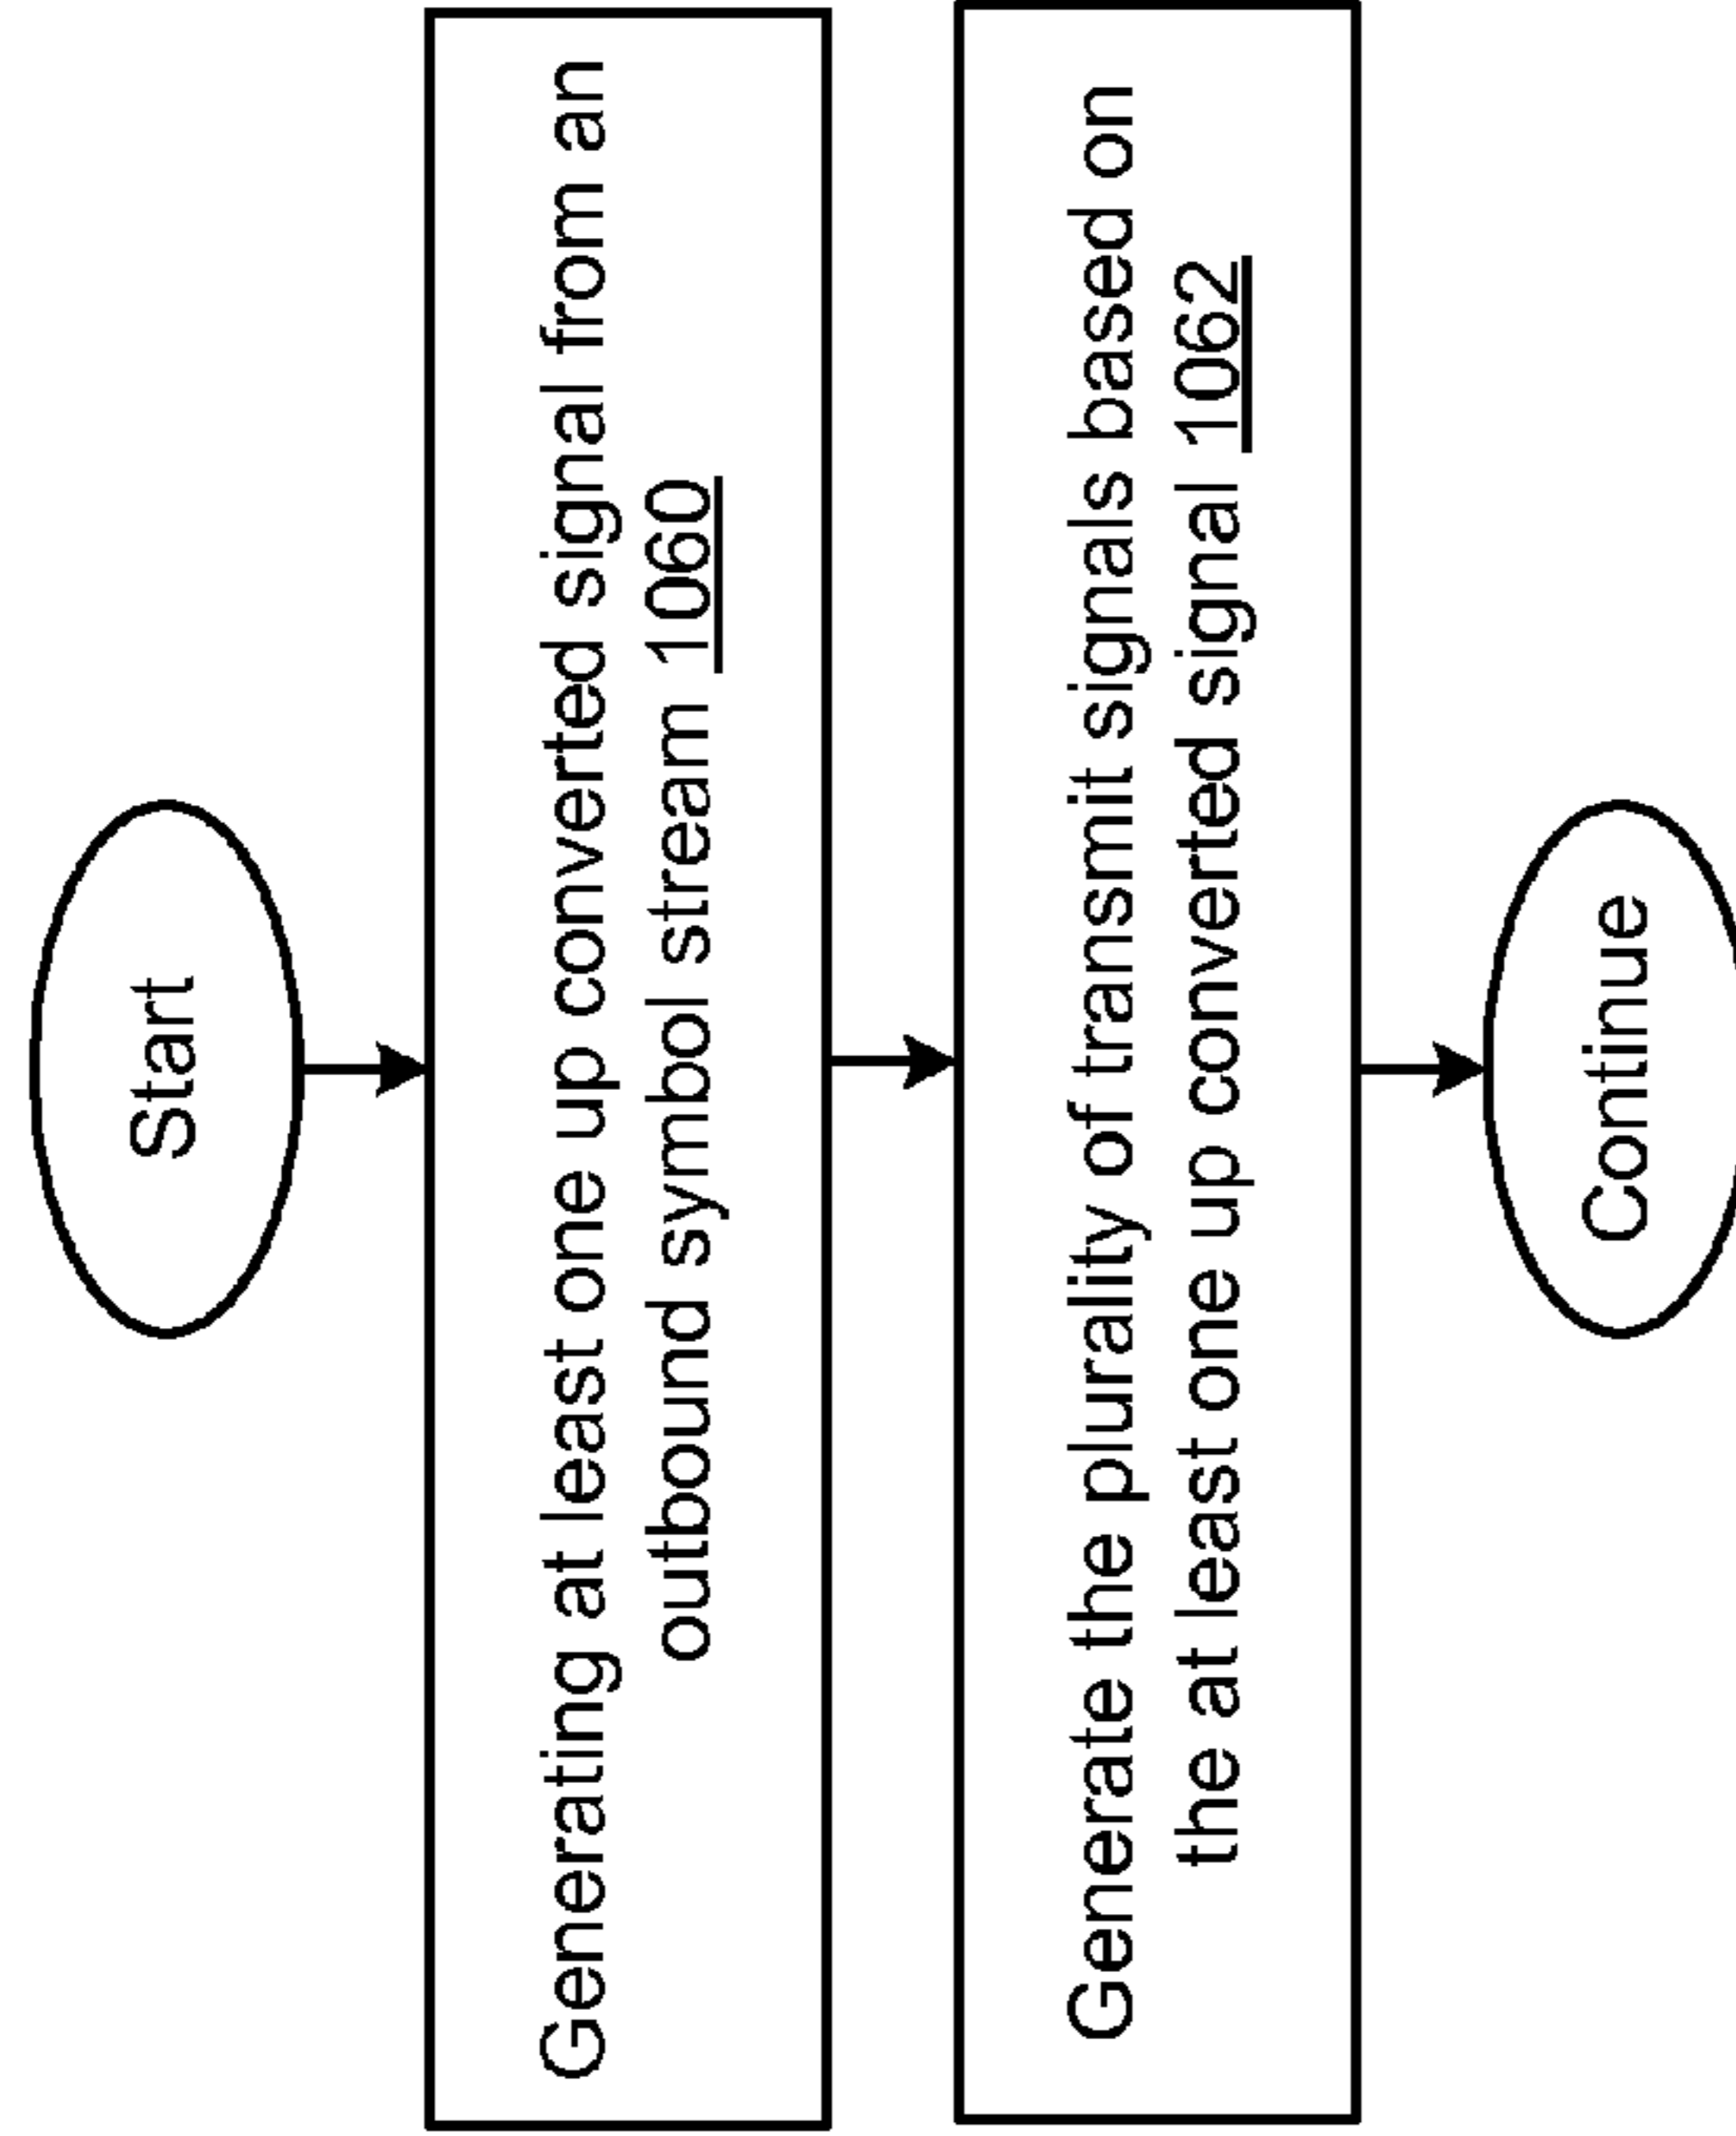 Start
Generating at least one up converted signal from an
outbound symbol stream 1060
Generate the plurality of transmit signals based on
the at least one up converted signal 1062
Continue